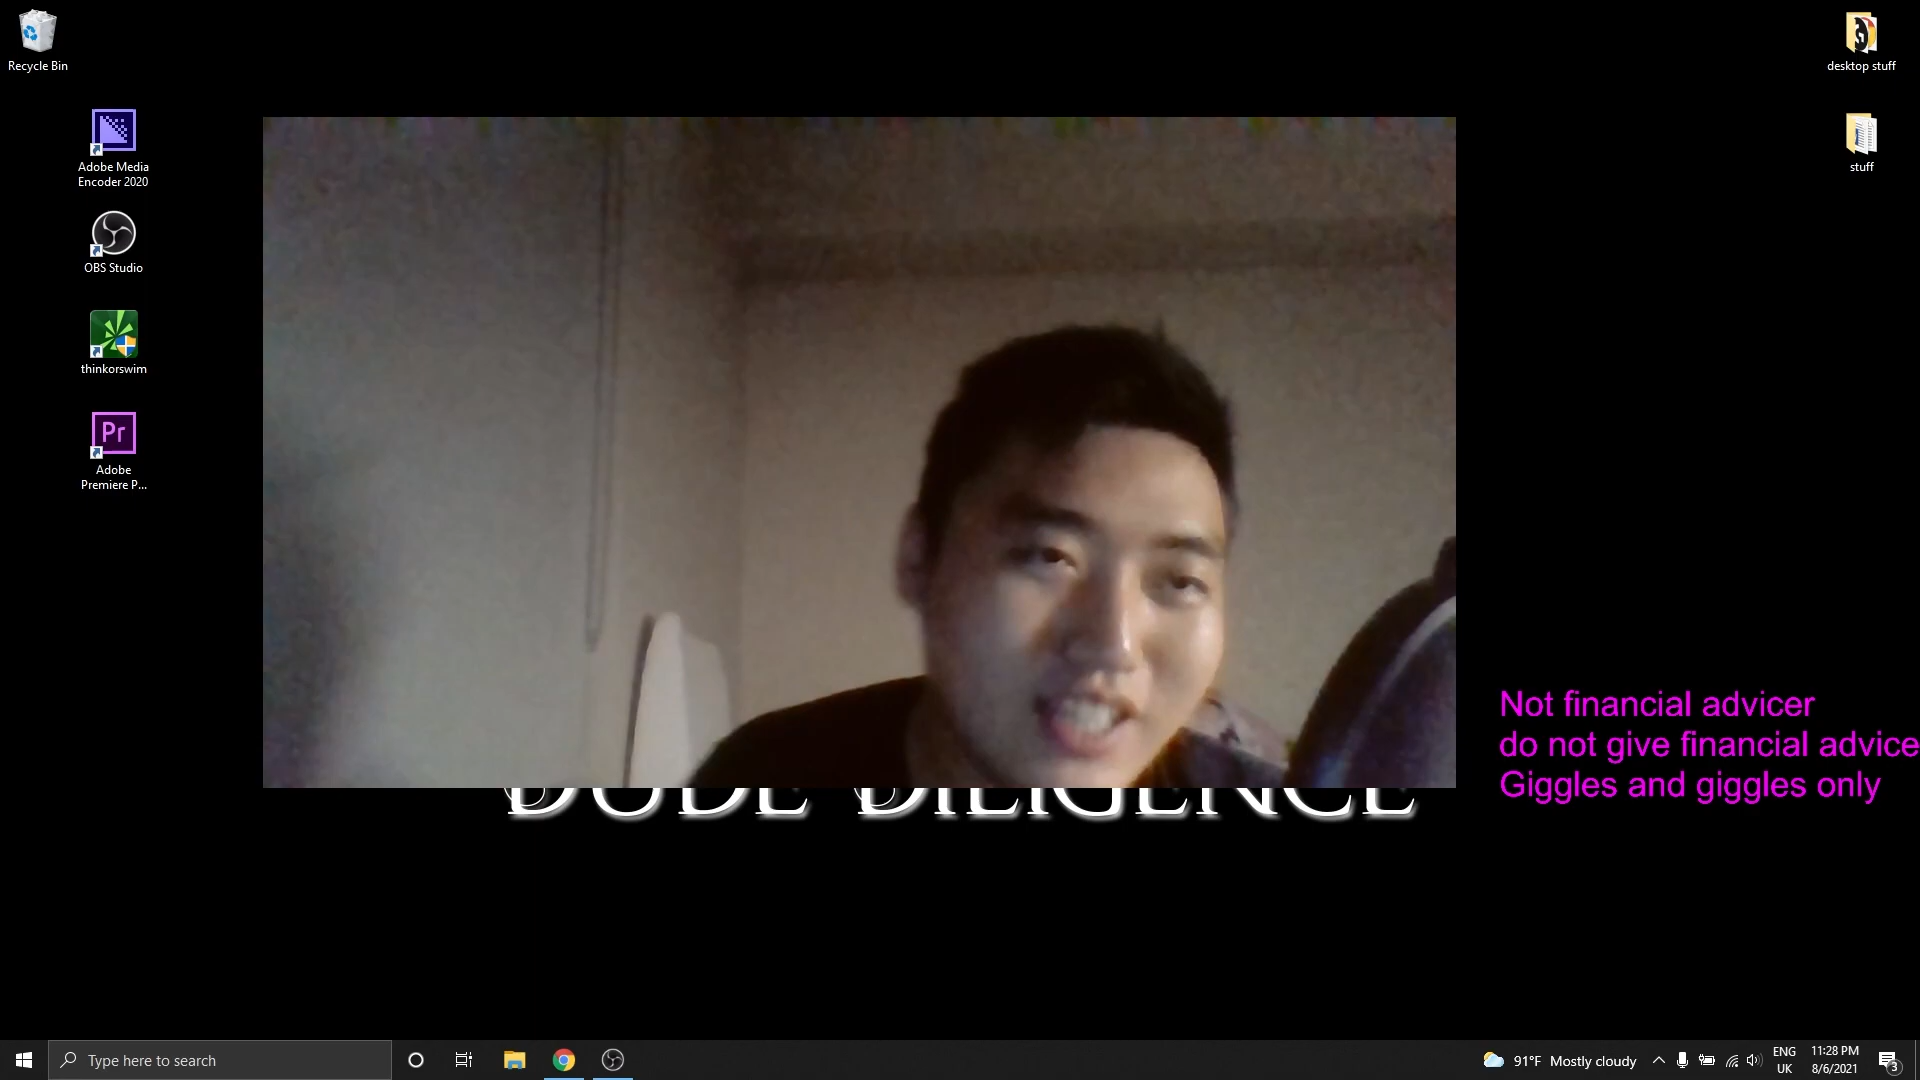 Recycle Bin
desktop stuff
Adobe Media
Encoder 2020
stuff
OBS Studio
thinkorswim
Pr
Adobe
Premiere P...
Not financial advicer
do not give financial advice
Giggles and giggles only
DUDE DILIGENCE
Type here to search
91°F Mostly cloudy
ENG
UK
11:28 PM
8/6/2021
3